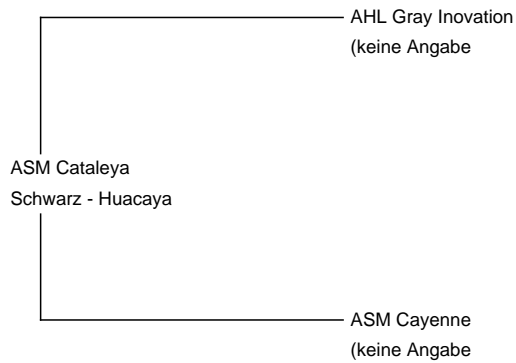 AHL Gray Inovation
(keine Angabe
ASM Cataleya
Schwarz - Huacaya
ASM Cayenne
(keine Angabe